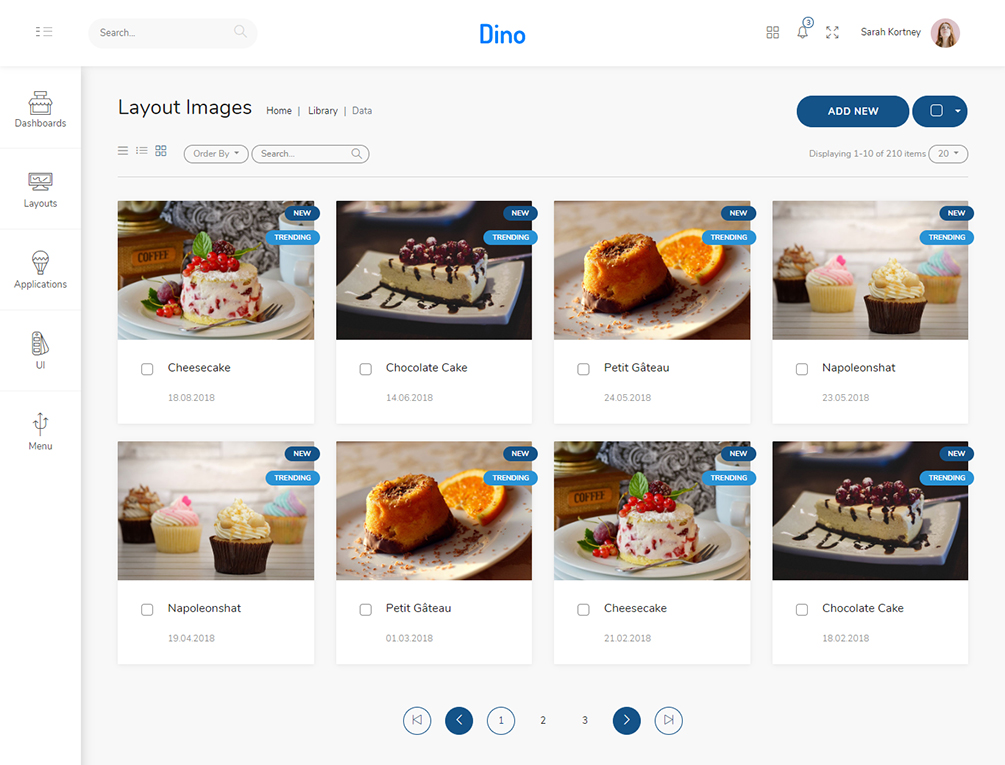 Search...
Dino
3
Sarah Kortney
Dashboards
Layouts
Applications
UI
Menu
Layout Images
Home | Library | Data
ADD NEW
Order By
Search...
Displaying 1-10 of 210 items
20
NEW
TRENDING
COFFEE
Cheesecake
18.08.2018
NEW
TRENDING
Chocolate Cake
14.06.2018
NEW
TRENDING
Petit Gâteau
24.05.2018
NEW
TRENDING
Napoleonshat
23.05.2018
NEW
TRENDING
Napoleonshat
19.04.2018
NEW
TRENDING
Petit Gâteau
01.03.2018
NEW
TRENDING
COFFEE
Cheesecake
21.02.2018
NEW
TRENDING
Chocolate Cake
18.02.2018
1 2 3